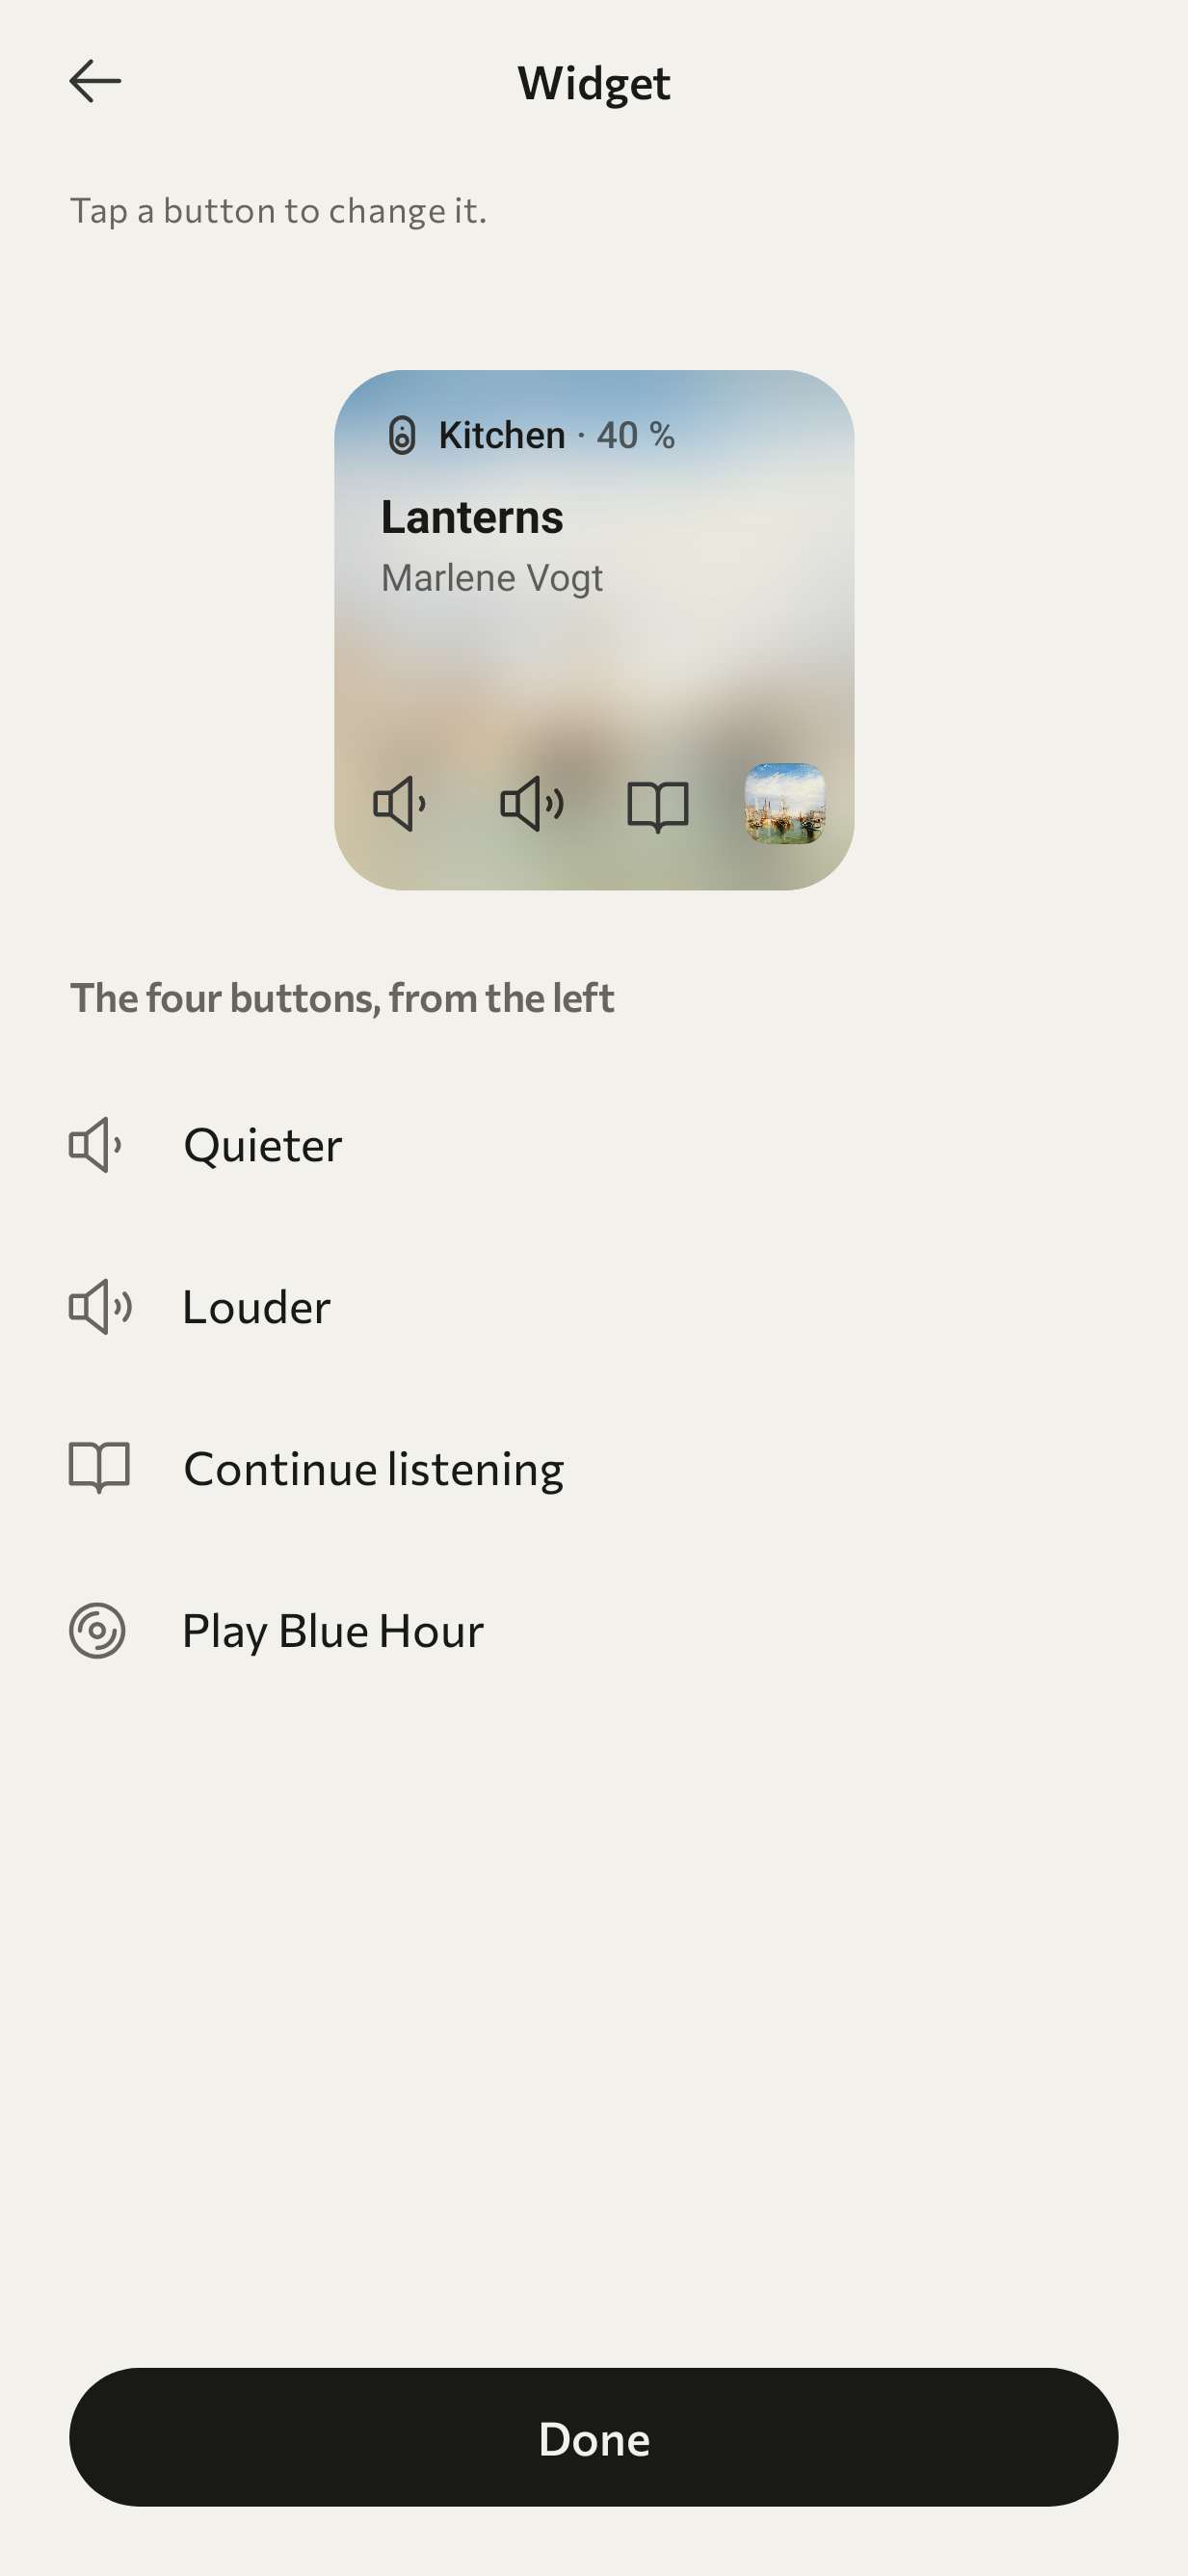 Widget
Tap a button to change it.
Kitchen · 40 %
Lanterns
Marlene Vogt
The four buttons, from the left
Quieter
Louder
Continue listening
Play Blue Hour
Done